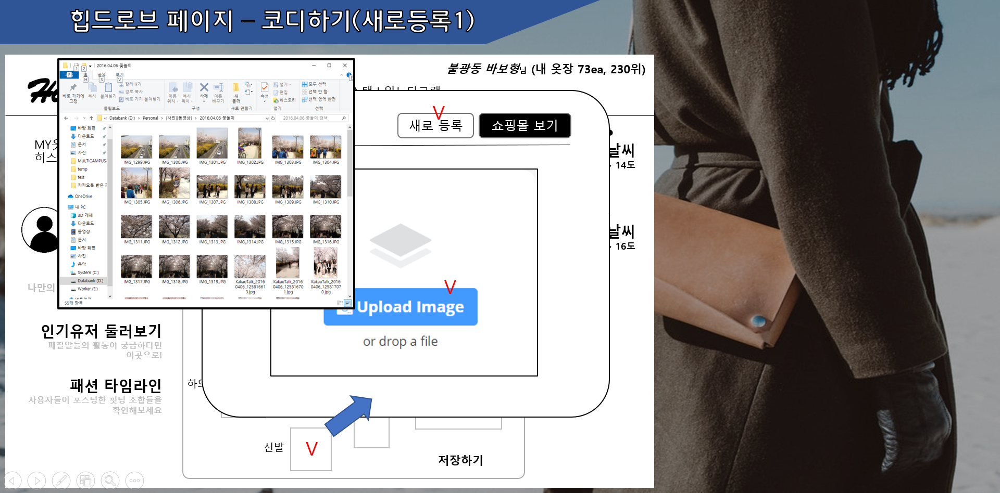 힙드로브 페이지 – 코디하기(새로등록1)
불광동 바보형님 (내 옷장 73ea, 230위)
2016.04.06 꽃놀이
홈
공유
보기
F
H
S
V
1
2
바로 가기에
고정
복사
붙여넣기
잘라내기
경로 복사
바로 가기 붙여넣기
클립보드
이동
위치
복사
위치
삭제
이름
바꾸기
구성
새
폴더
새로 만들기
속성
열기
편집
히스토리
열기
모두 선택
선택 안 함
선택 영역 반전
선택
« Databank (D:) › Personal › [사진][동영상] › 2016.04.06 꽃놀이
2016.04.06 꽃놀이 검색
바탕 화면
다운로드
문서
사진
MULTICAMPUS-
temp
test
카카오톡 받은 파
OneDrive
내 PC
3D 개체
다운로드
동영상
문서
바탕 화면
사진
음악
System (C:)
Databank (D:)
Worker (E:)
IMG_1299.JPG IMG_1300.JPG IMG_1301.JPG IMG_1302.JPG IMG_1303.JPG IMG_1304.JPG
IMG_1305.JPG IMG_1306.JPG IMG_1307.JPG IMG_1308.JPG IMG_1309.JPG IMG_1310.JPG
IMG_1311.JPG IMG_1312.JPG IMG_1313.JPG IMG_1314.JPG IMG_1315.JPG IMG_1316.JPG
IMG_1317.JPG IMG_1318.JPG IMG_1319.JPG KakaoTalk_2016 KakaoTalk_2016 KakaoTalk_2016
0406_12581661 0406_12581670 0406_12581707
3.jpg 1.jpg 0.jpg
55개 항목
V
새로 등록
쇼핑몰 보기
MY옷
히스
날씨
14도
날씨
16도
V
Upload Image
or drop a file
나만의
인기유저 둘러보기
패잘알들의 활동이 궁금하다면
이곳으로!
패션 타임라인
사용자들이 포스팅한 핏팅 조합들을
확인해보세요
하의
신발
V
저장하기